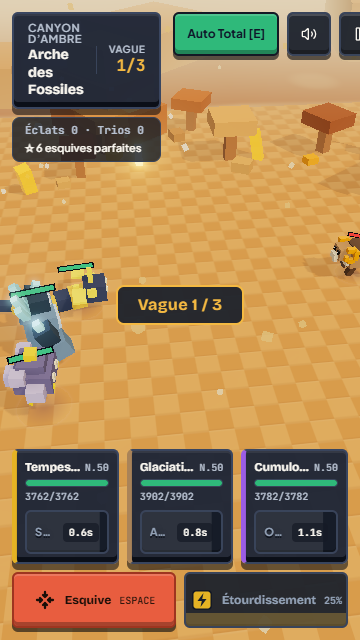 CANYON
D'AMBRE
Arche
des
Fossiles
VAGUE
1/3
Auto Total [E]
Éclats 0 · Trios 0
☆ 6 esquives parfaites
Vague 1 / 3
Tempes... N.50
3762/3762
S... 0.6s
Glaciati... N.50
3902/3902
A... 0.8s
Cumulo... N.50
3782/3782
O... 1.1s
Esquive ESPACE
Étourdissement 25%